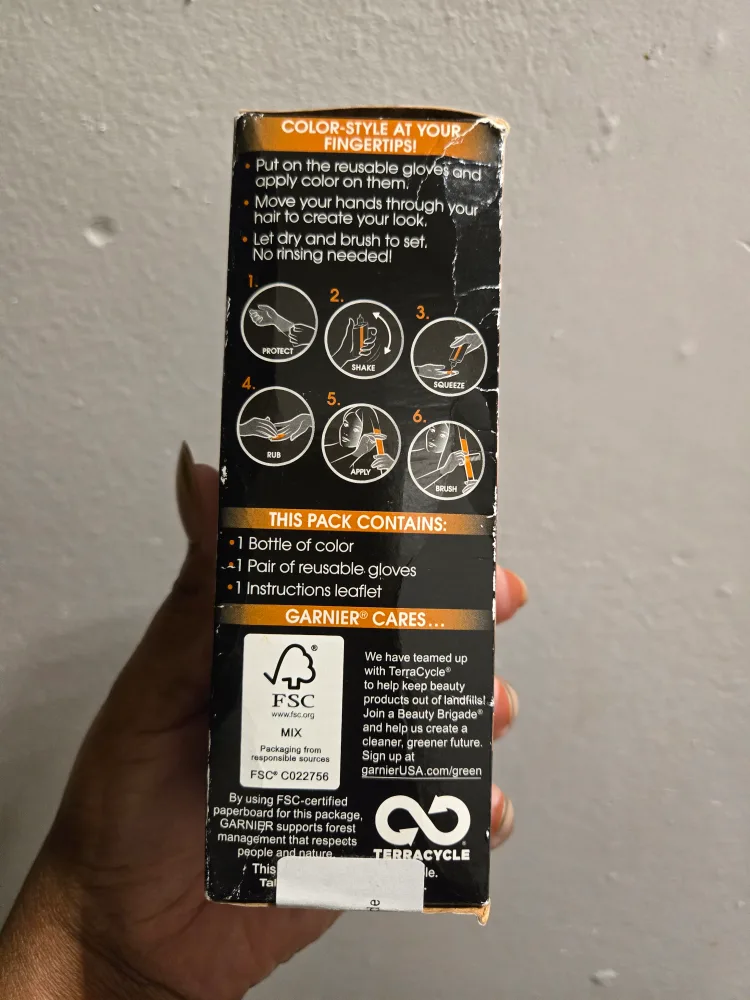 COLOR-STYLE AT YOUR
FINGERTIPS!
• Put on the reusable gloves and
apply color on them.
• Move your hands through your
hair to create your look.
• Let dry and brush to set.
No rinsing needed!
1.
2.
3.
PROTECT
SHAKE
SQUEEZE
4.
5.
6.
RUB
APPLY
BRUSH
THIS PACK CONTAINS:
• 1 Bottle of color
• 1 Pair of reusable gloves
• 1 Instructions leaflet
GARNIER® CARES...
®
FSC
www.fsc.org
MIX
Packaging from
responsible sources
FSC® C022756
We have teamed up
with TerraCycle®
to help keep beauty
products out of landfills!
Join a Beauty Brigade®
and help us create a
cleaner, greener future.
Sign up at
garnierUSA.com/green
By using FSC-certified
paperboard for this package,
GARNIER supports forest
management that respects
people and nature.
TERRACYCLE®
This